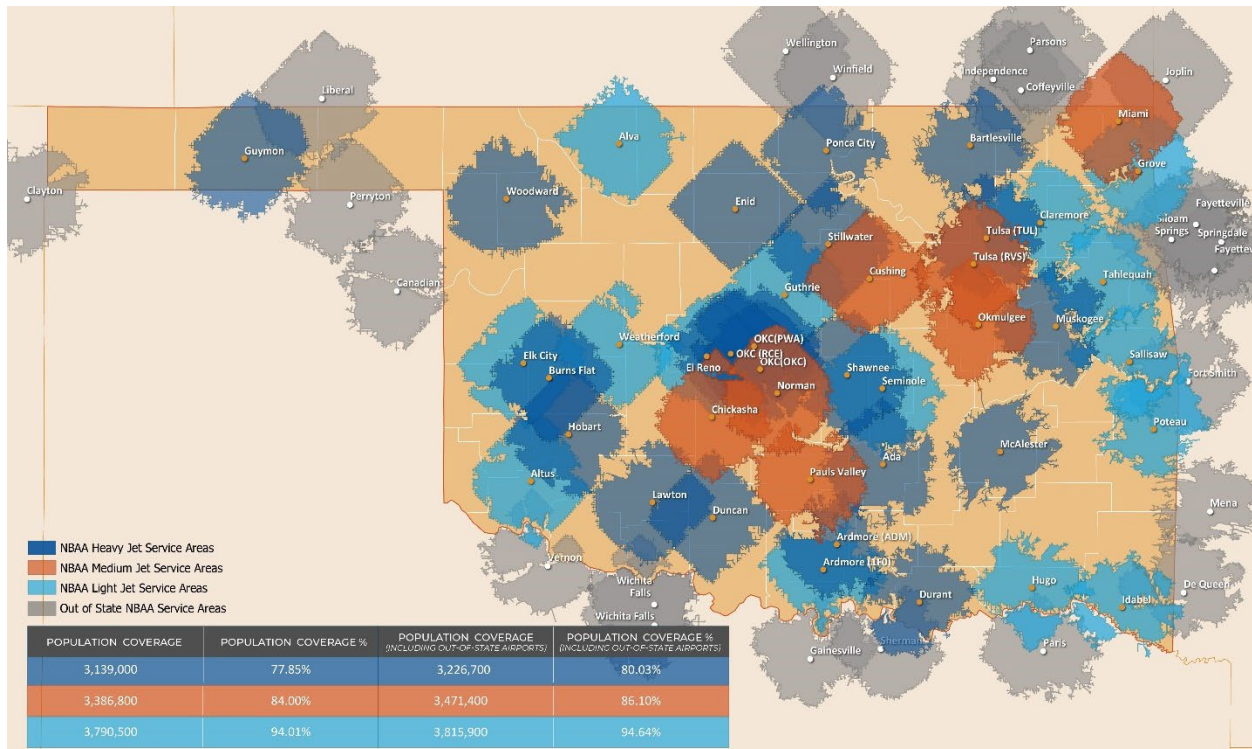 Wellington
Parsons
Winfield
Independence
Joplin
Coffeyville
Liberal
Miami
Alva
Bartlesville
Ponca City
Guymon
Grove
Clayton
Woodward
Perryton
Enid
Fayetteville
Claremore
Springs
Springdale
Stillwater
Tulsa (TUL)
Tulsa (RVS)
Cushing
Tahlequah
Canadian
Guthrie
Okmulgee
Muskogee
Weatherford
OKC(PWA)
Elk City
OKC (RCE)
El Reno
OKC(OKC)
Sallisaw
Burns Flat
Shawnee
Fort Smith
Seminole
Norman
Chickasha
Hobart
Poteau
McAlester
Ada
Altus
Pauls Valley
Lawton
Mena
Duncan
Ardmore (ADM)
Vernon
Ardmore (1F0)
Wichita
Falls
Hugo
De Queen
Durant
Idabel
Wichita Falls
Gainesville
Paris
NBAA Heavy Jet Service Areas
NBAA Medium Jet Service Areas
NBAA Light Jet Service Areas
Out of State NBAA Service Areas
POPULATION COVERAGE POPULATION COVERAGE % POPULATION COVERAGE (INCLUDING OUT-OF-STATE AIRPORTS) POPULATION COVERAGE % (INCLUDING OUT-OF-STATE AIRPORTS)
3,139,000 77.85% 3,226,700 80.03%
3,386,800 84.00% 3,471,400 86.10%
3,790,500 94.01% 3,815,900 94.64%